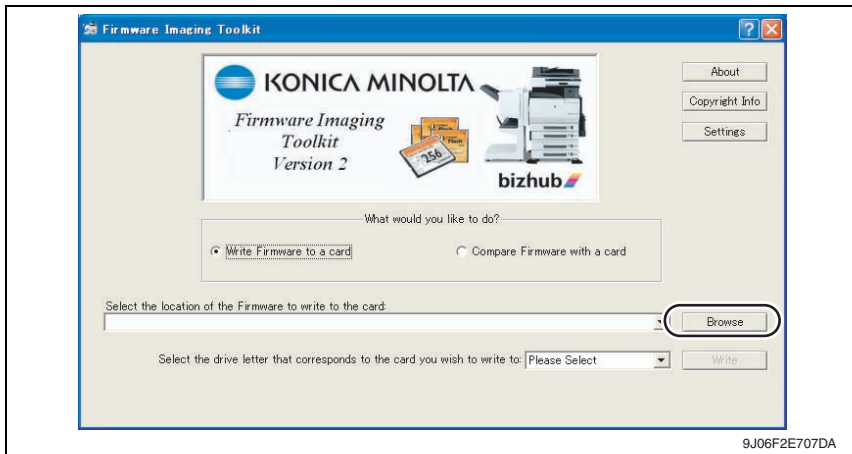 Firmware Imaging Toolkit
KONICA MINOLTA
Firmware Imaging
Toolkit
Version 2
256
bizhub
About
Copyright Info
Settings
What would you like to do?
Write Firmware to a card
Compare Firmware with a card
Select the location of the Firmware to write to the card:
Browse
Select the drive letter that corresponds to the card you wish to write to: Please Select
Write
9J06F2E707DA